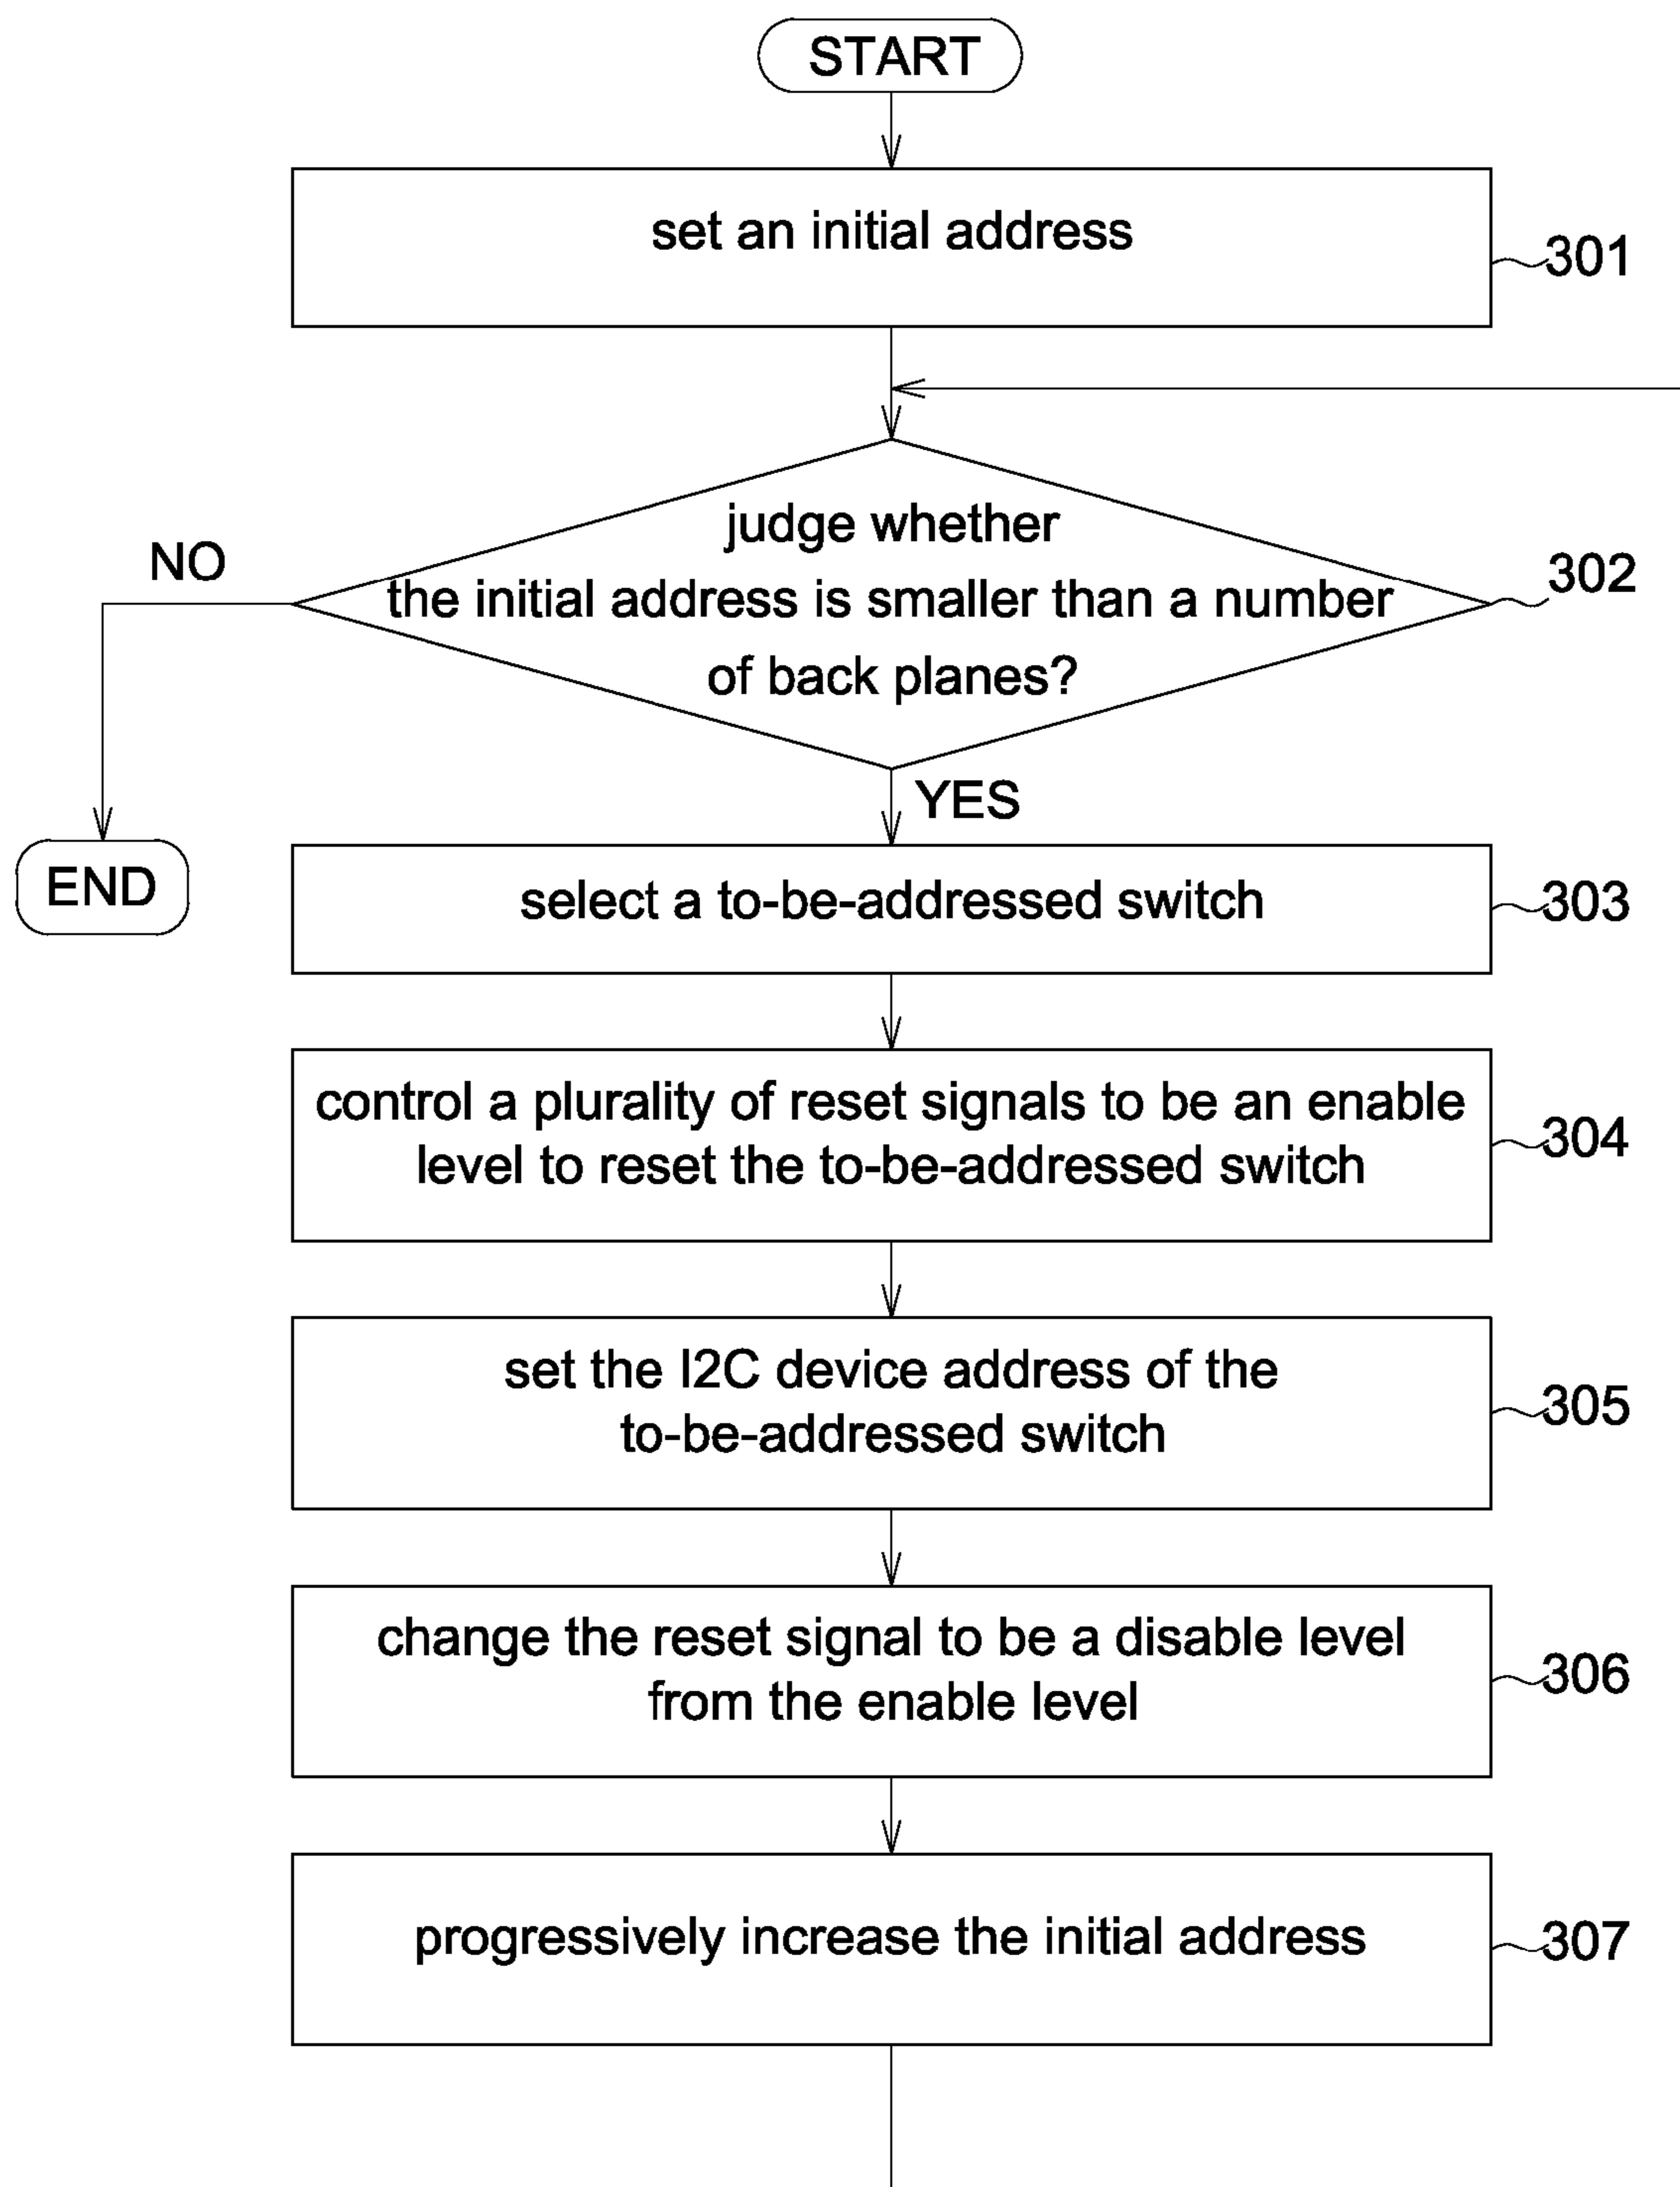 START
set an initial address
301
judge whether
the initial address is smaller than a number
of back planes?
302
NO
YES
END
select a to-be-addressed switch
303
control a plurality of reset signals to be an enable
level to reset the to-be-addressed switch
304
set the I2C device address of the
to-be-addressed switch
305
change the reset signal to be a disable level
from the enable level
306
progressively increase the initial address
307